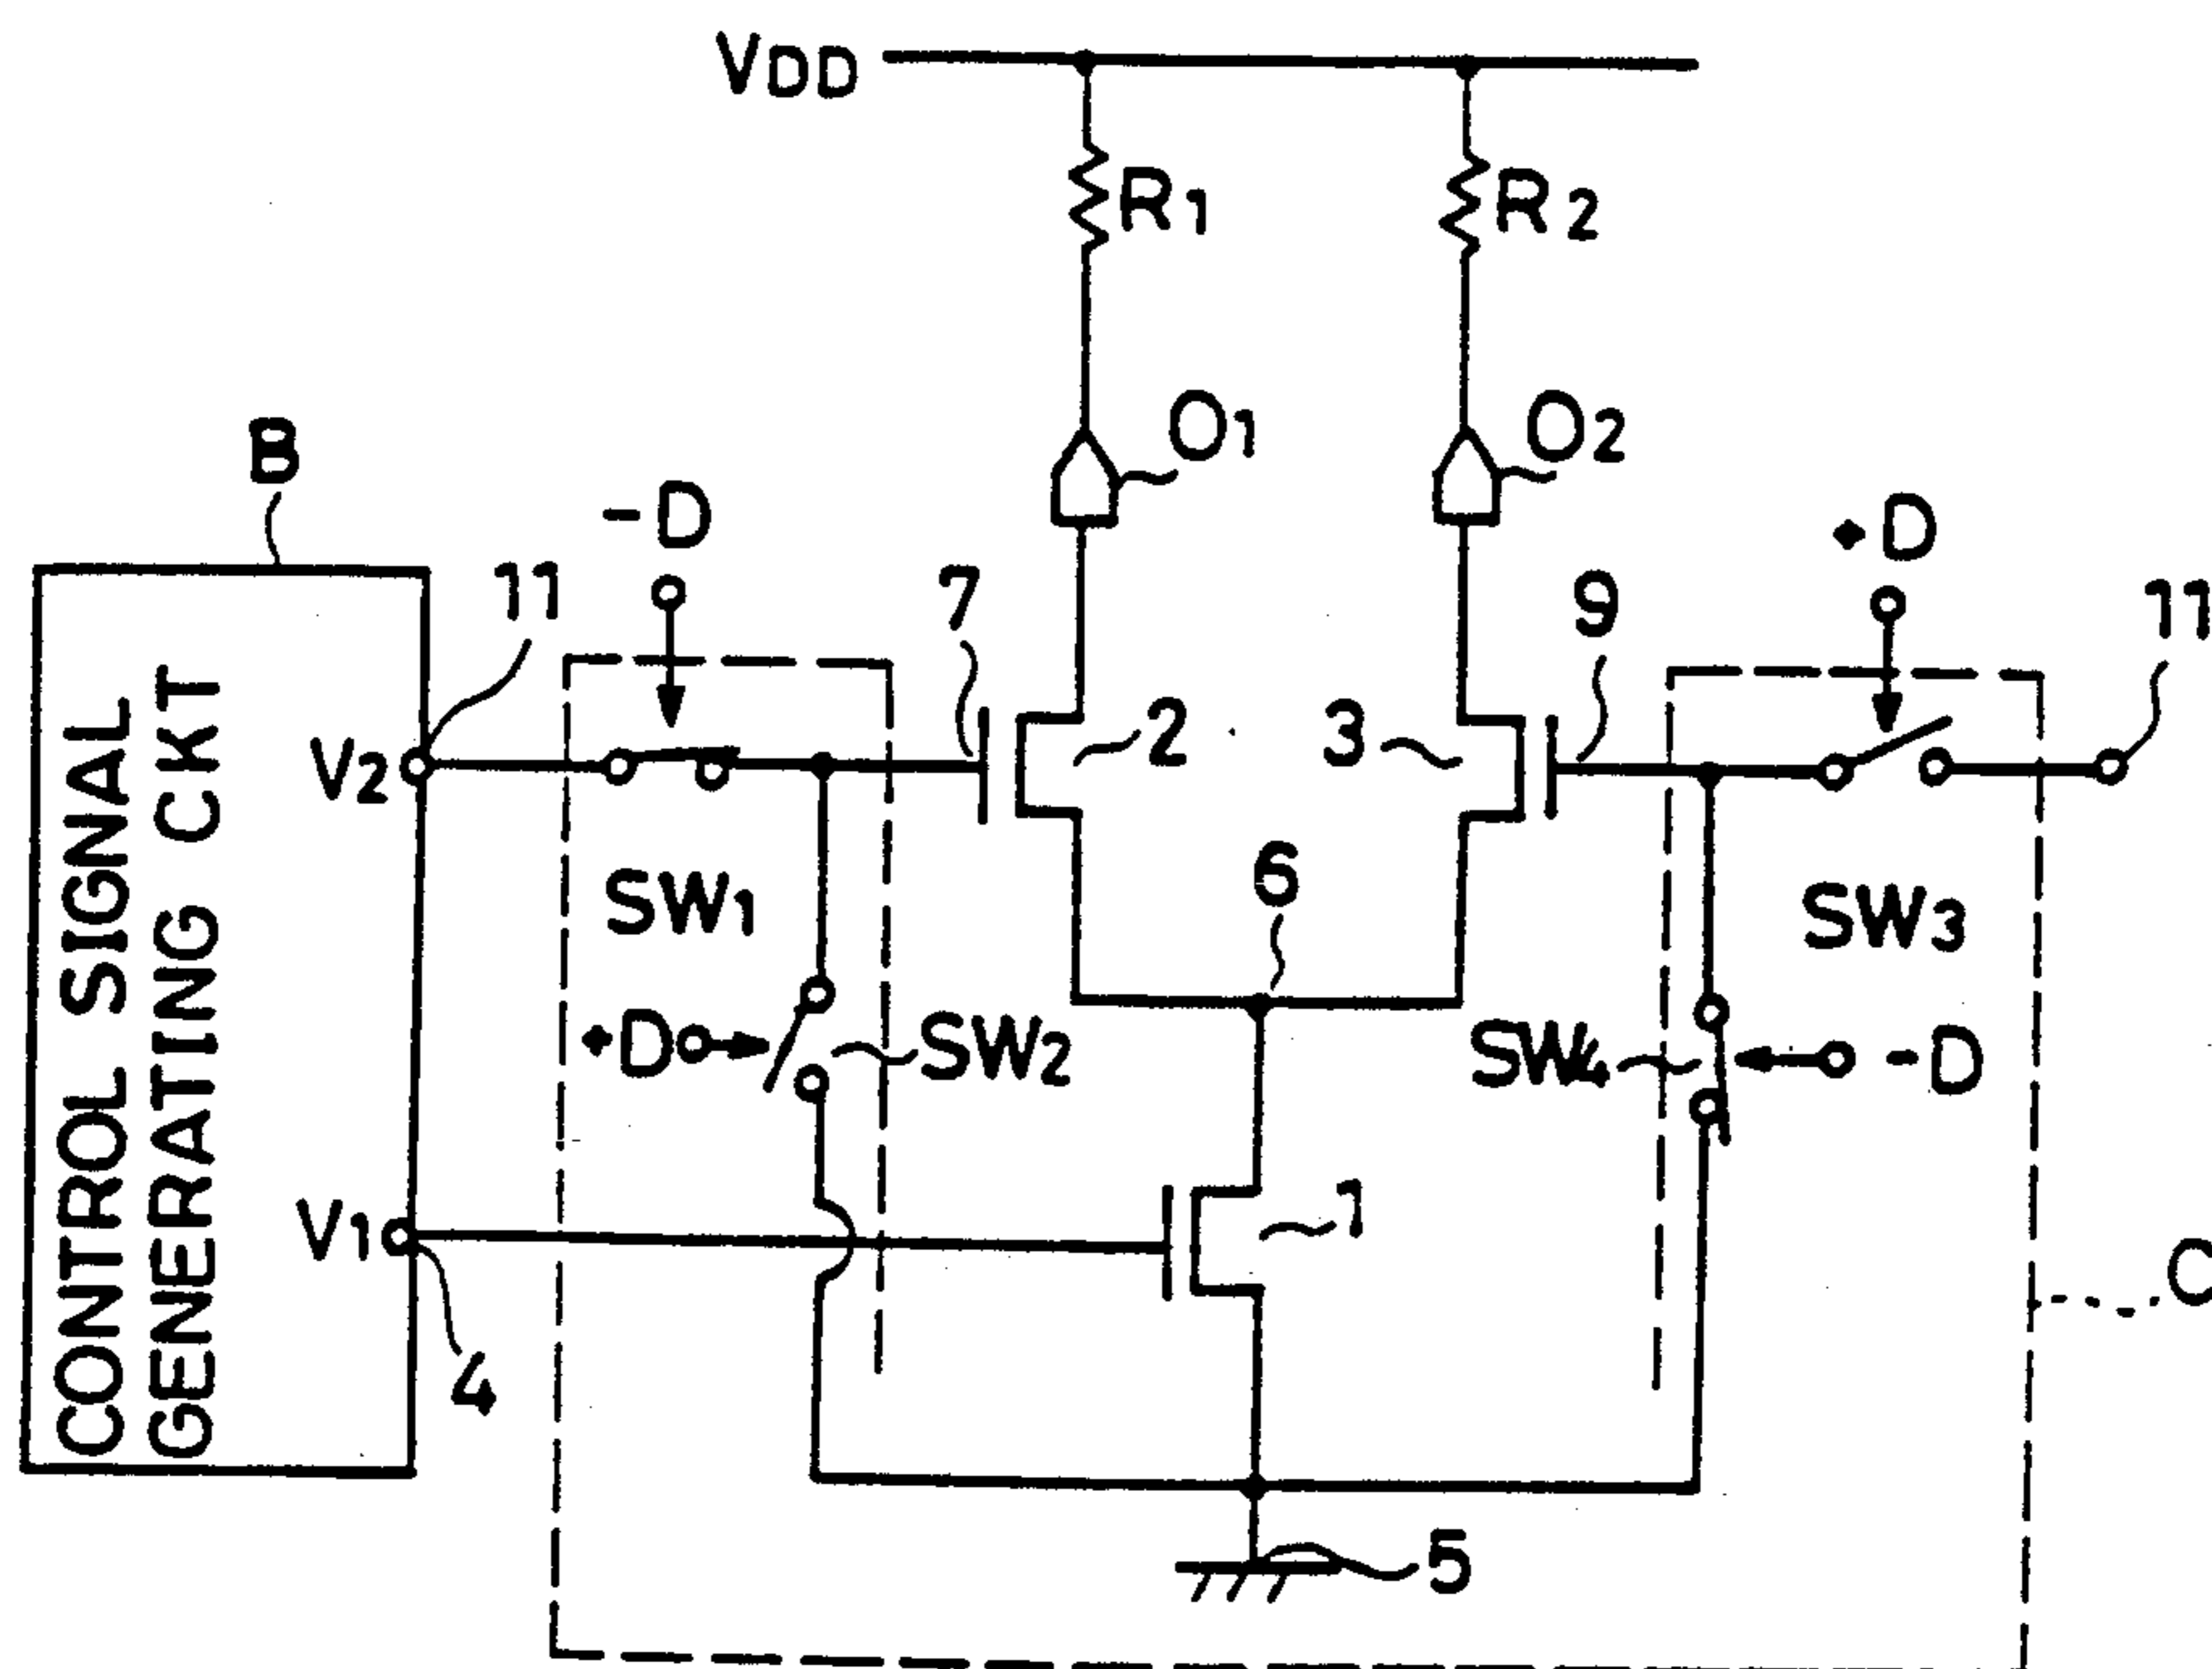 VDD
R1
R2
O1
O2
B
-D
+D
11
7
9
11
2
3
V2
CONTROL SIGNAL
GENERATING CKT
SW1
6
SW3
+D
SW2
SW4
-D
V1
1
C
4
5